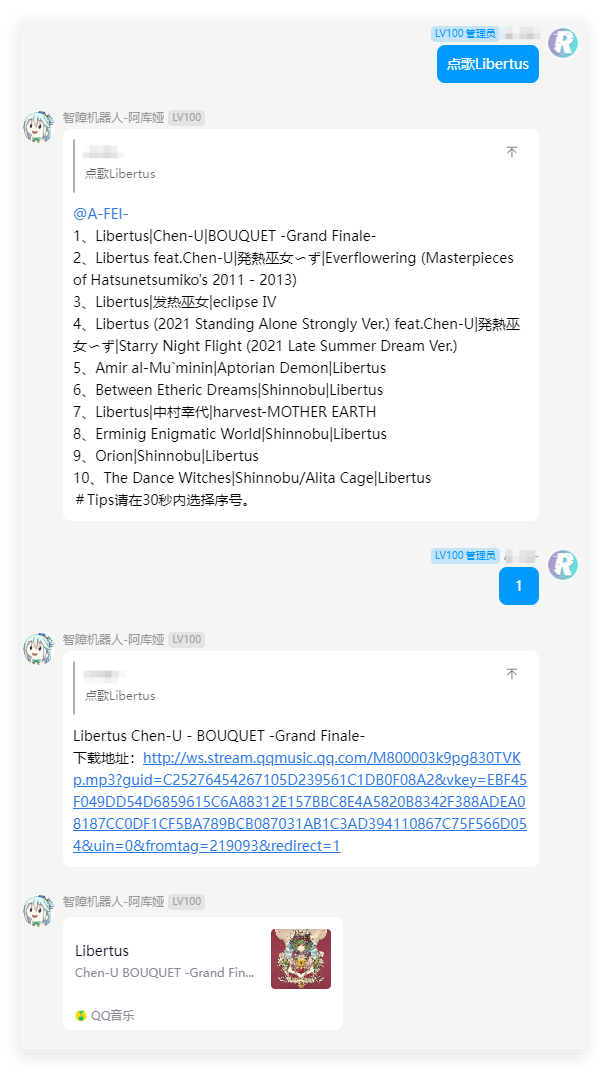 LV100 管理员
点歌Libertus
智障机器人-阿库娅 LV100
点歌Libertus
@A-FEI-
1、Libertus|Chen-U|BOUQUET -Grand Finale-
2、Libertus feat.Chen-U|発熱巫女〜ず|Everflowering (Masterpieces
of Hatsunetsumiko's 2011 - 2013)
3、Libertus|发热巫女|eclipse IV
4、Libertus (2021 Standing Alone Strongly Ver.) feat.Chen-U|発熱巫
女〜ず|Starry Night Flight (2021 Late Summer Dream Ver.)
5、Amir al-Mu`minin|Aptorian Demon|Libertus
6、Between Etheric Dreams|Shinnobu|Libertus
7、Libertus|中村幸代|harvest-MOTHER EARTH
8、Erminig Enigmatic World|Shinnobu|Libertus
9、Orion|Shinnobu|Libertus
10、The Dance Witches|Shinnobu/Alita Cage|Libertus
＃Tips请在30秒内选择序号。
LV100 管理员
1
智障机器人-阿库娅 LV100
点歌Libertus
Libertus Chen-U - BOUQUET -Grand Finale-
下载地址：http://ws.stream.qqmusic.qq.com/M800003k9pg830TVK
p.mp3?guid=C25276454267105D239561C1DB0F08A2&vkey=EBF45
F049DD54D6859615C6A88312E157BBC8E4A5820B8342F388ADEA0
8187CC0DF1CF5BA789BCB087031AB1C3AD394110867C75F566D05
4&uin=0&fromtag=219093&redirect=1
智障机器人-阿库娅 LV100
Libertus
Chen-U BOUQUET -Grand Fin...
QQ音乐